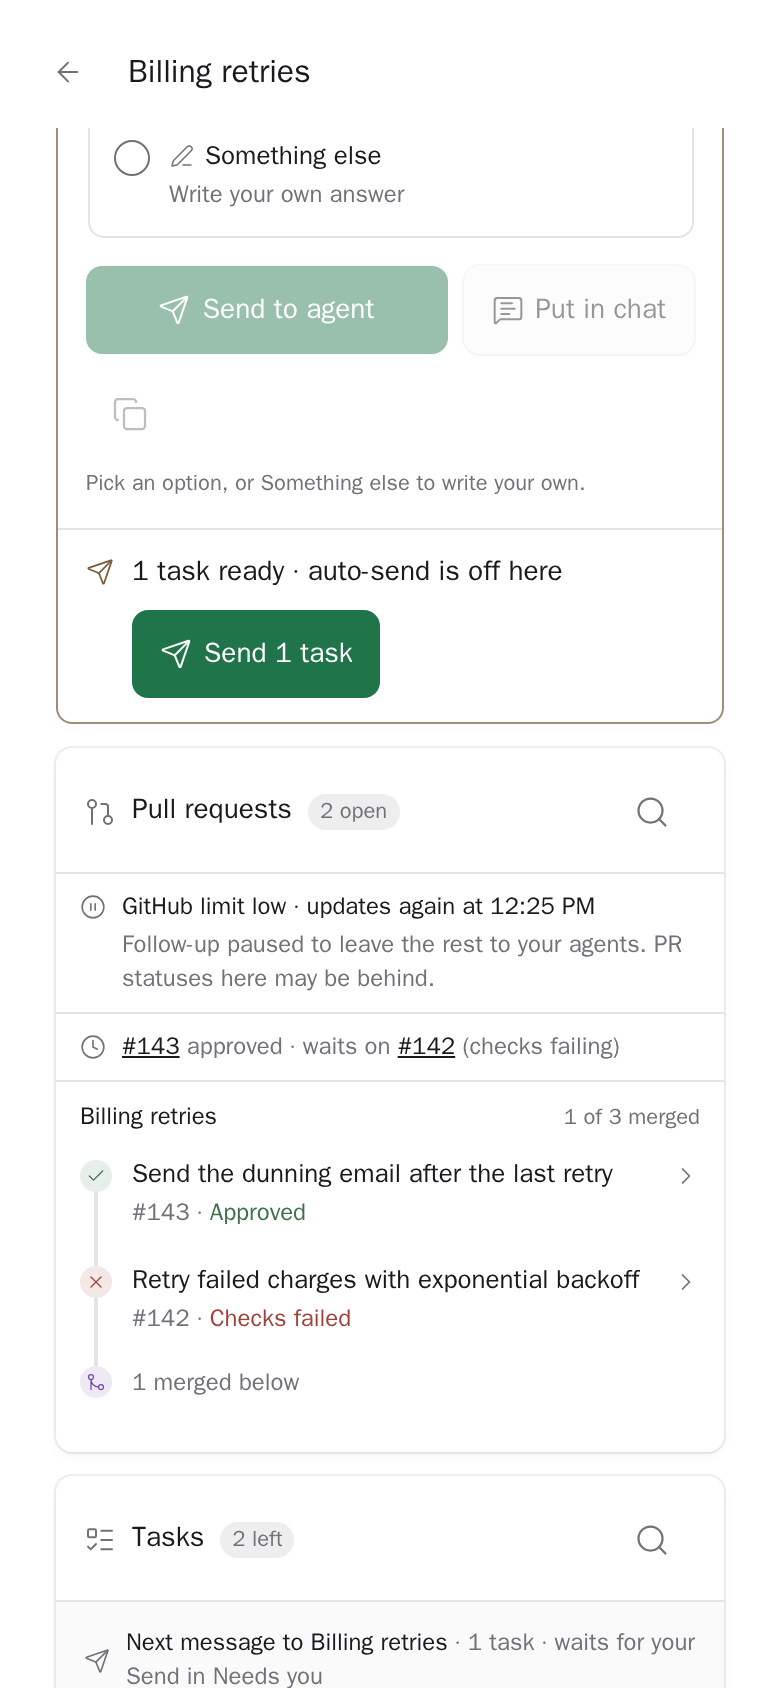 Billing retries
Something else
Write your own answer
Send to agent
Put in chat
Pick an option, or Something else to write your own.
1 task ready · auto-send is off here
Send 1 task
Pull requests
2 open
GitHub limit low · updates again at 12:25 PM
Follow-up paused to leave the rest to your agents. PR
statuses here may be behind.
#143 approved · waits on #142 (checks failing)
Billing retries
1 of 3 merged
Send the dunning email after the last retry
#143 · Approved
Retry failed charges with exponential backoff
#142 · Checks failed
1 merged below
Tasks
2 left
Next message to Billing retries · 1 task · waits for your
Send in Needs you